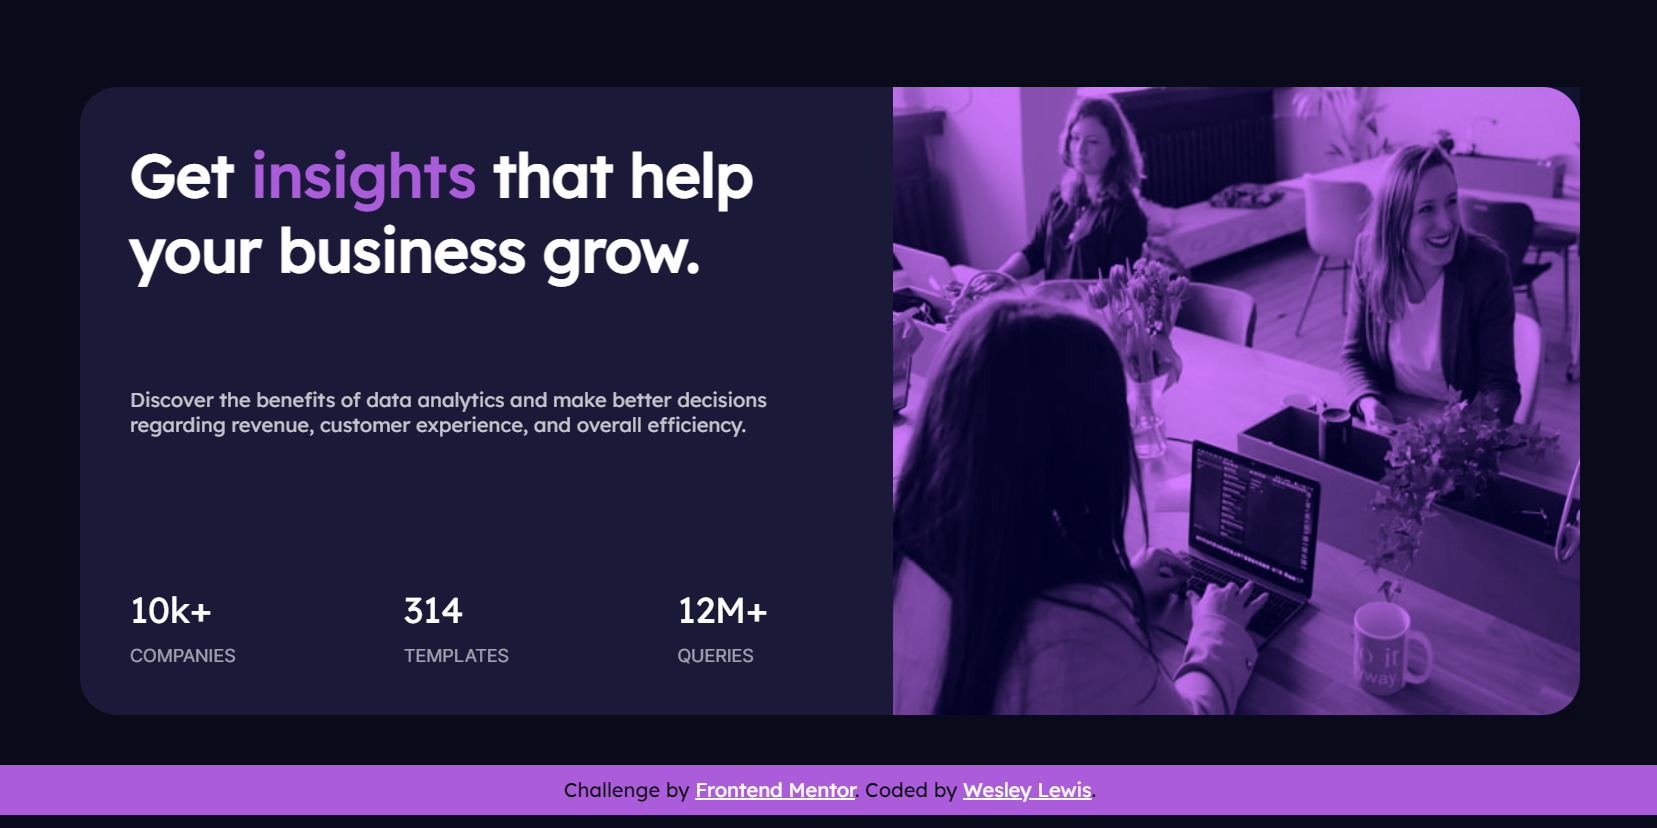 Get insights that help
your business grow.
Discover the benefits of data analytics and make better decisions
regarding revenue, customer experience, and overall efficiency.
10k+ 314 12M+
COMPANIES TEMPLATES QUERIES
o it
way
Challenge by Frontend Mentor. Coded by Wesley Lewis.